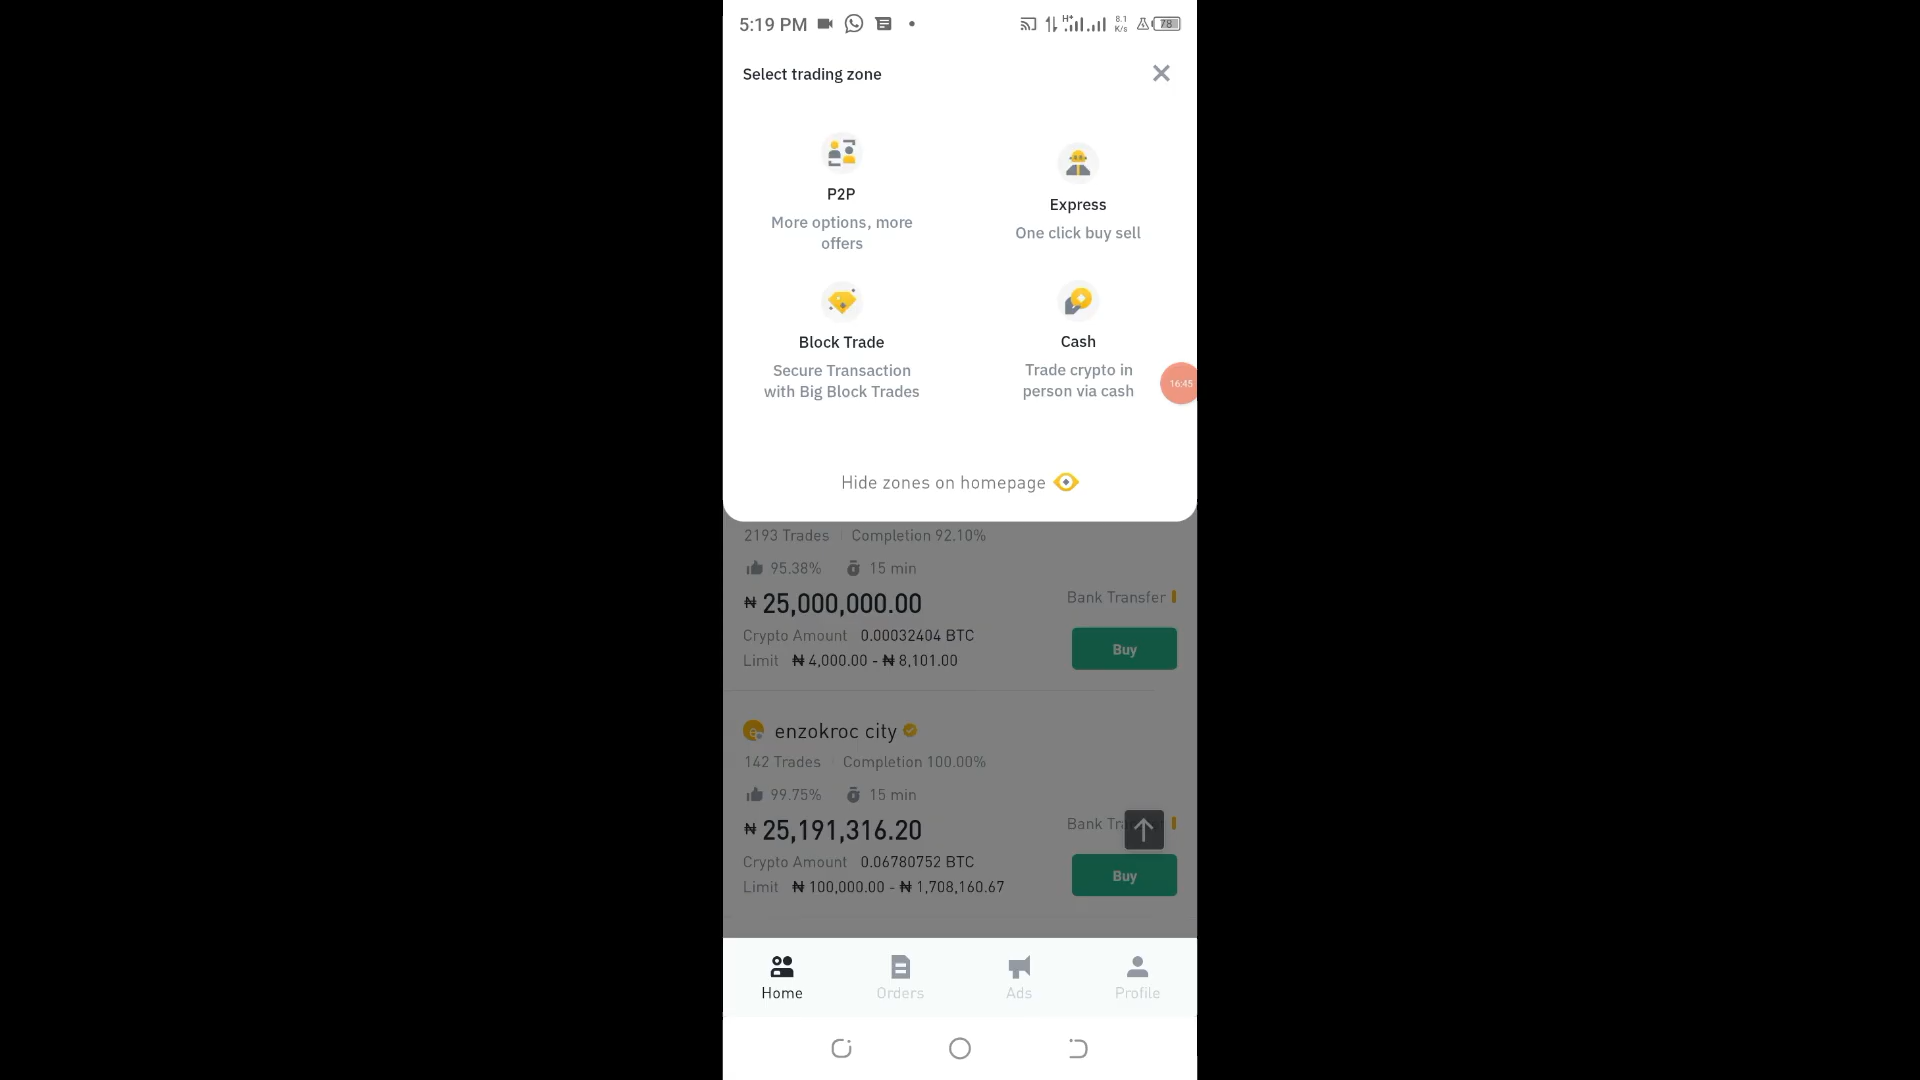 5:19 PM
H+
8.1
K/s
78
Select trading zone
P2P
More options, more
offers
Express
One click buy sell
Block Trade
Secure Transaction
with Big Block Trades
Cash
Trade crypto in
person via cash
16:45
Hide zones on homepage
2193 Trades Completion 92.10%
95.38% 15 min
₦ 25,000,000.00
Bank Transfer
Crypto Amount 0.00032404 BTC
Limit ₦ 4,000.00 - ₦ 8,101.00
Buy
e
enzokroc city
142 Trades Completion 100.00%
99.75% 15 min
₦ 25,191,316.20
Bank
Crypto Amount 0.06780752 BTC
Limit ₦ 100,000.00 - ₦ 1,708,160.67
Buy
Home
Orders
Ads
Profile